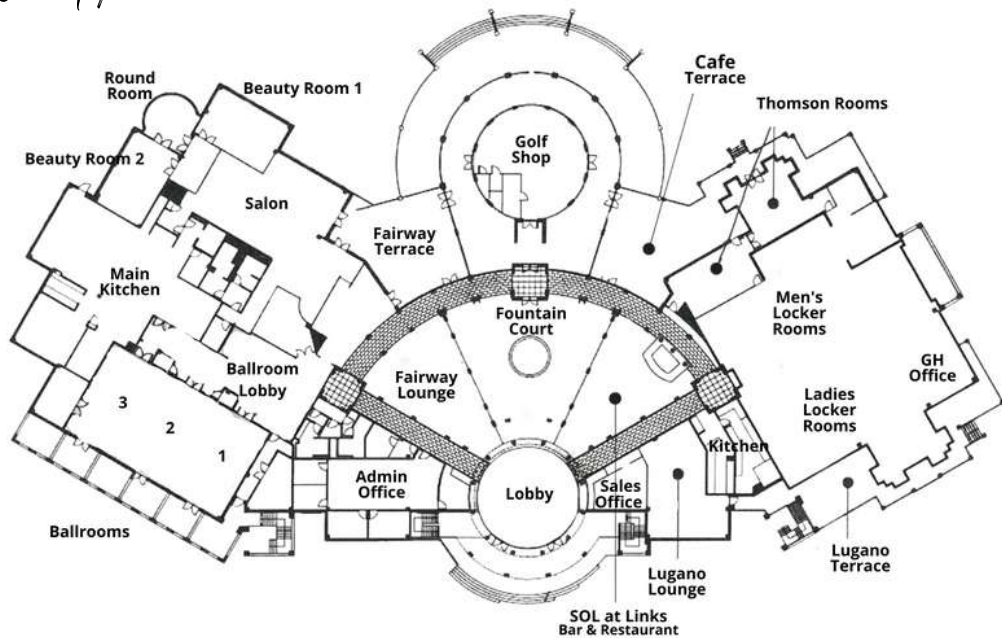 Cafe
Terrace
Round
Room
Beauty Room 1
Thomson Rooms
Golf
Shop
Beauty Room 2
Salon
Fairway
Terrace
Main
Kitchen
Men's
Locker
Rooms
Fountain
Court
Ballroom
Lobby
Fairway
Lounge
GH
Office
3
2
1
Ladies
Locker
Rooms
Kitchen
Admin
Office
Lobby
Sales
Office
Ballrooms
Lugano
Terrace
Lugano
Lounge
SOL at Links
Bar & Restaurant